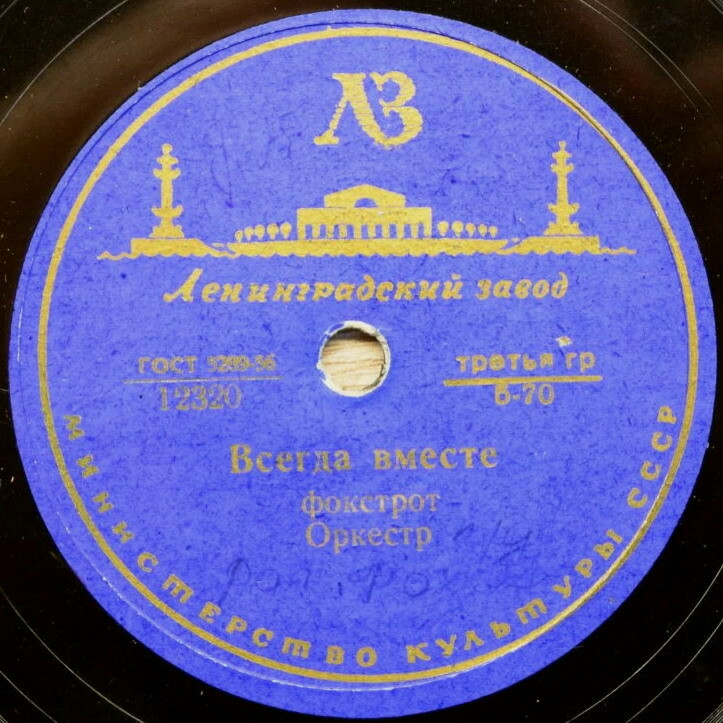 ЛЗ
Ленинградский завод
ГОСТ 5289-56
12320
третья гр
Б-70
Всегда вместе
фокстрот
Оркестр
МИНИСТЕРСТВО КУЛЬТУРЫ СССР